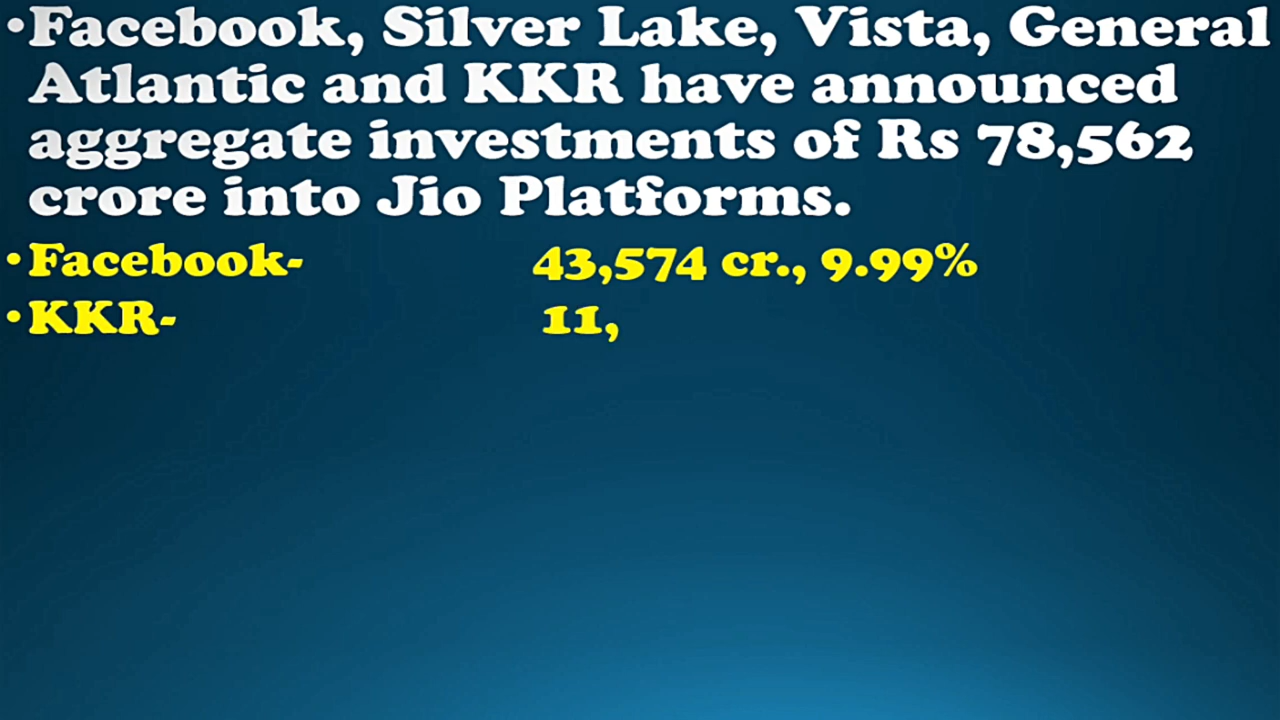 •Facebook, Silver Lake, Vista, General
Atlantic and KKR have announced
aggregate investments of Rs 78,562
crore into Jio Platforms.
•Facebook- 43,574 cr., 9.99%
•KKR- 11,